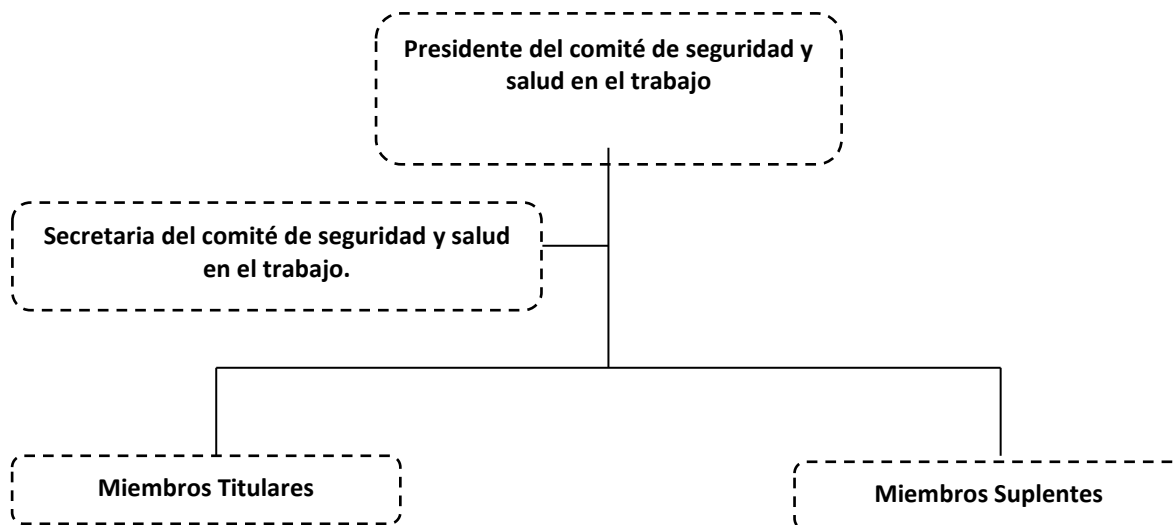 Presidente del comité de seguridad y
salud en el trabajo
Secretaria del comité de seguridad y salud
en el trabajo.
Miembros Titulares
Miembros Suplentes